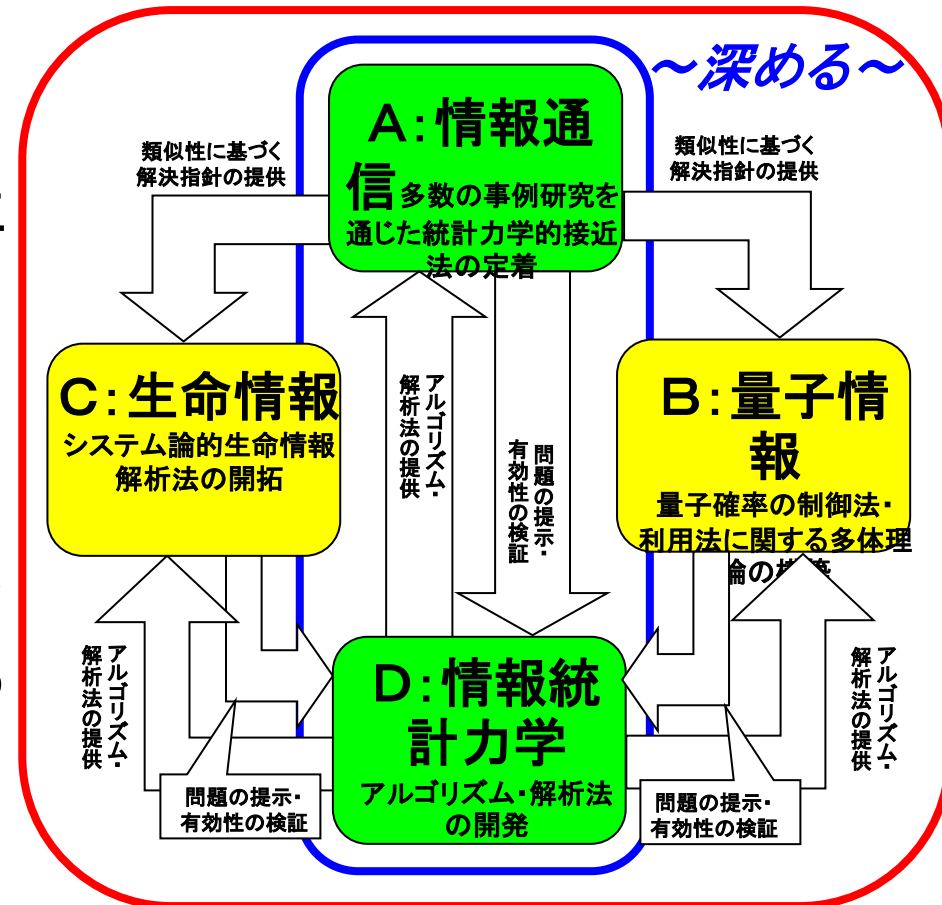 ~深める~
A:情報通
信多数の事例研究を
通じた統計力学的接近
法の定着
類似性に基づく
解決指針の提供
類似性に基づく
解決指針の提供
C:生命情報
システム論的生命情報
解析法の開拓
アルゴリズム・
解析法の提供
問題の提示・
有効性の検証
B:量子情
報
量子確率の制御法・
利用法に関する多体理
論の構築
アルゴリズム・
解析法の提供
D:情報統
計力学
アルゴリズム・解析法
の開発
アルゴリズム・
解析法の提供
問題の提示・
有効性の検証
問題の提示・
有効性の検証